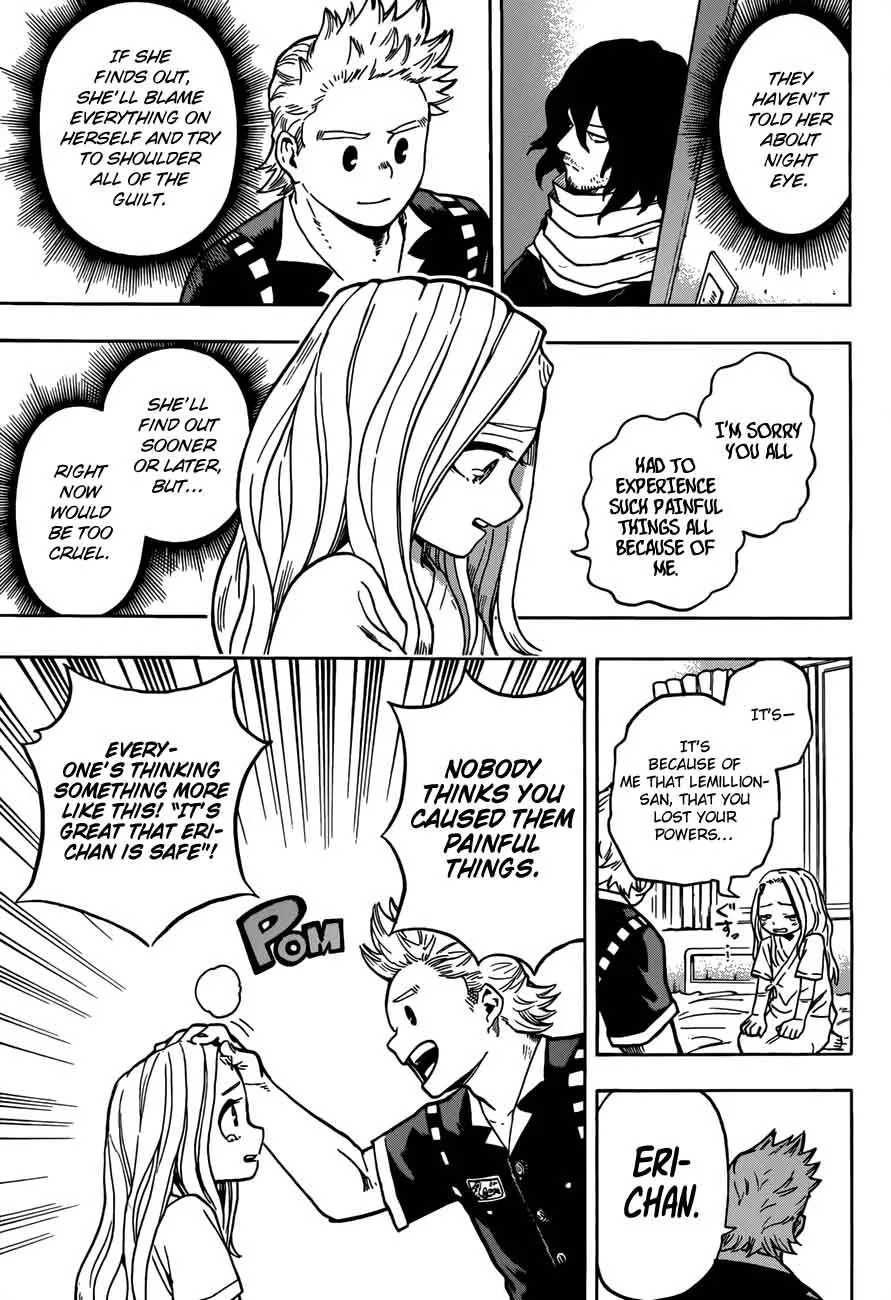 THEY
HAVEN'T
TOLD HER
ABOUT
NIGHT
EYE.
IF SHE
FINDS OUT,
SHE'LL BLAME
EVERYTHING ON
HERSELF AND TRY
TO SHOULDER
ALL OF THE
GUILT.
I'M SORRY
YOU ALL
HAD TO
EXPERIENCE
SUCH PAINFUL
THINGS ALL
BECAUSE OF
ME.
SHE'LL
FIND OUT
SOONER
OR LATER,
BUT...
RIGHT
NOW
WOULD
BE TOO
CRUEL.
IT'S—
IT'S
BECAUSE OF
ME THAT LEMILLION-
SAN, THAT YOU
LOST YOUR
POWERS...
ぐすっ…
ERI-
CHAN.
NOBODY
THINKS YOU
CAUSED THEM
PAINFUL
THINGS.
EVERY-
ONE'S THINKING
SOMETHING MORE
LIKE THIS! "IT'S
GREAT THAT ERI-
CHAN IS SAFE"!
POM